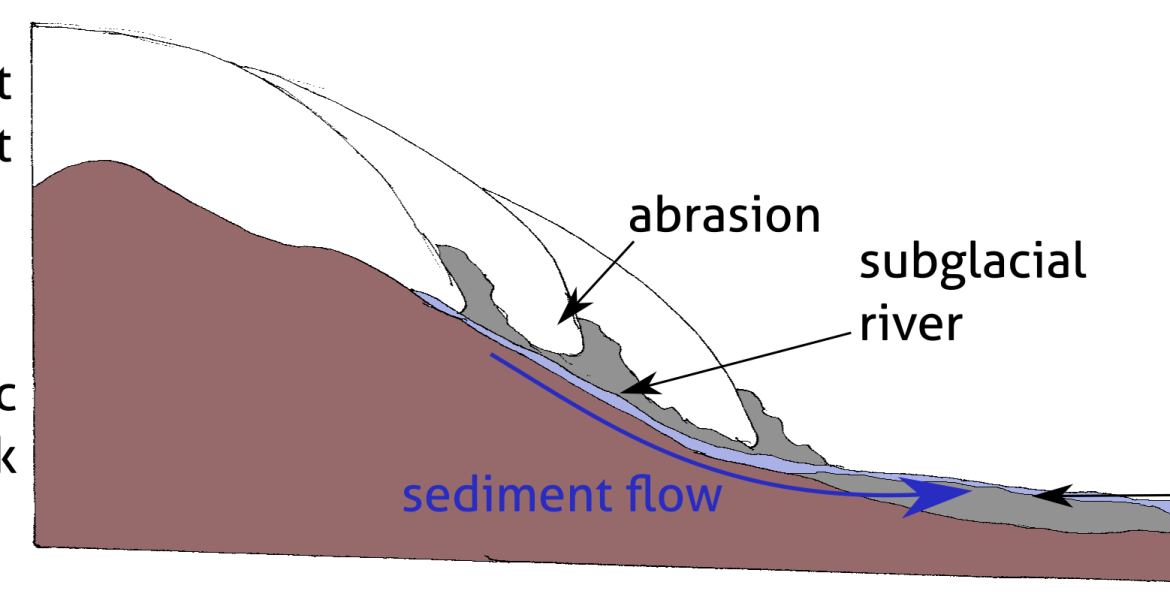 t
t
abrasion
subglacial
river
c
k
sediment flow